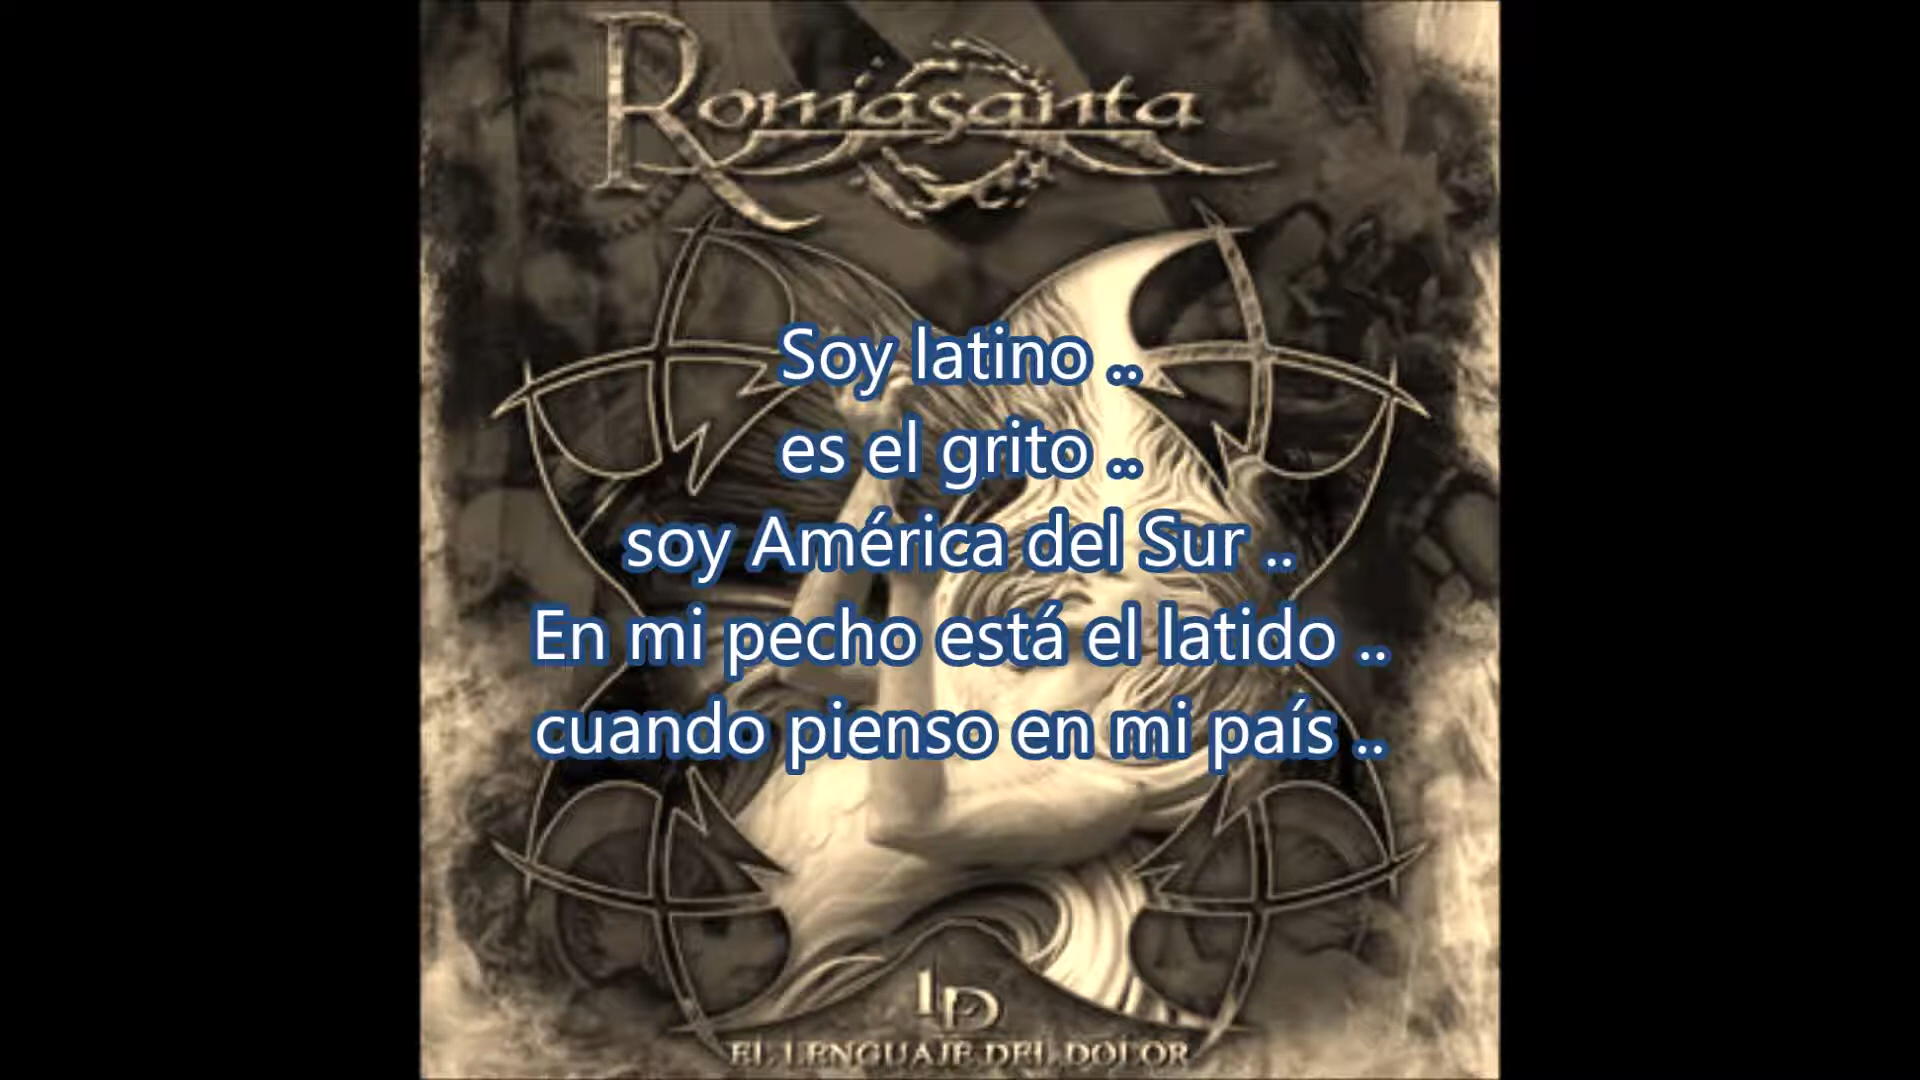 Romasanta
Soy latino ..
es el grito ..
soy América del Sur ..
En mi pecho está el latido ..
cuando pienso en mi país ..
LD
EL LENGUAJE DEL DOLOR